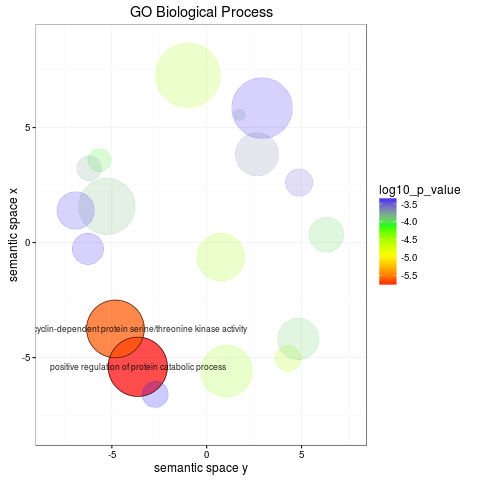 GO Biological Process
semantic space x
5
0
-5
cyclin-dependent protein serine/threonine kinase activity
positive regulation of protein catabolic process
-5
0
5
semantic space y
log10_p_value
-3.5
-4.0
-4.5
-5.0
-5.5